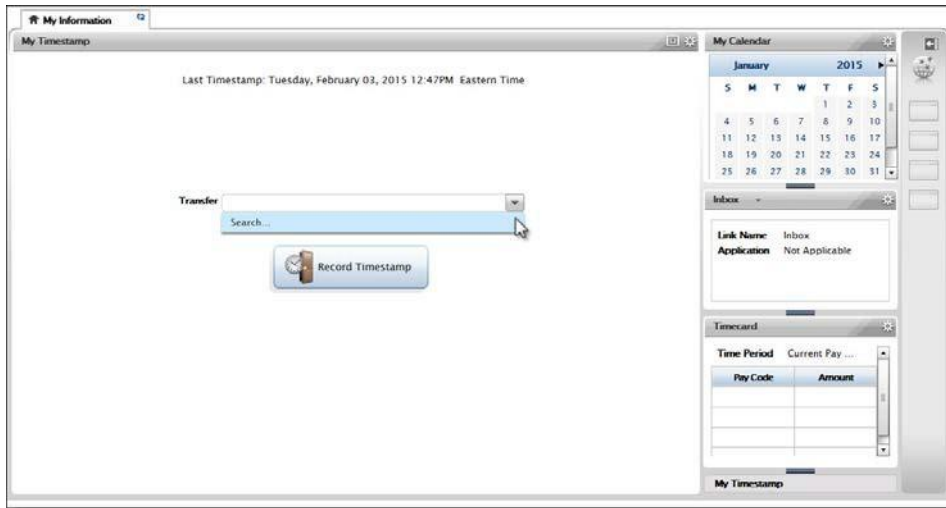 My Information
My Timestamp
Last Timestamp: Tuesday, February 03, 2015 12:47PM Eastern Time
Transfer
Search...
Record Timestamp
My Calendar
January 2015
S M T W T F S
1 2 3
4 5 6 7 8 9 10
11 12 13 14 15 16 17
18 19 20 21 22 23 24
25 26 27 28 29 30 31
Inbox
Link Name Inbox
Application Not Applicable
Timecard
Time Period Current Pay ...
Pay Code Amount
My Timestamp